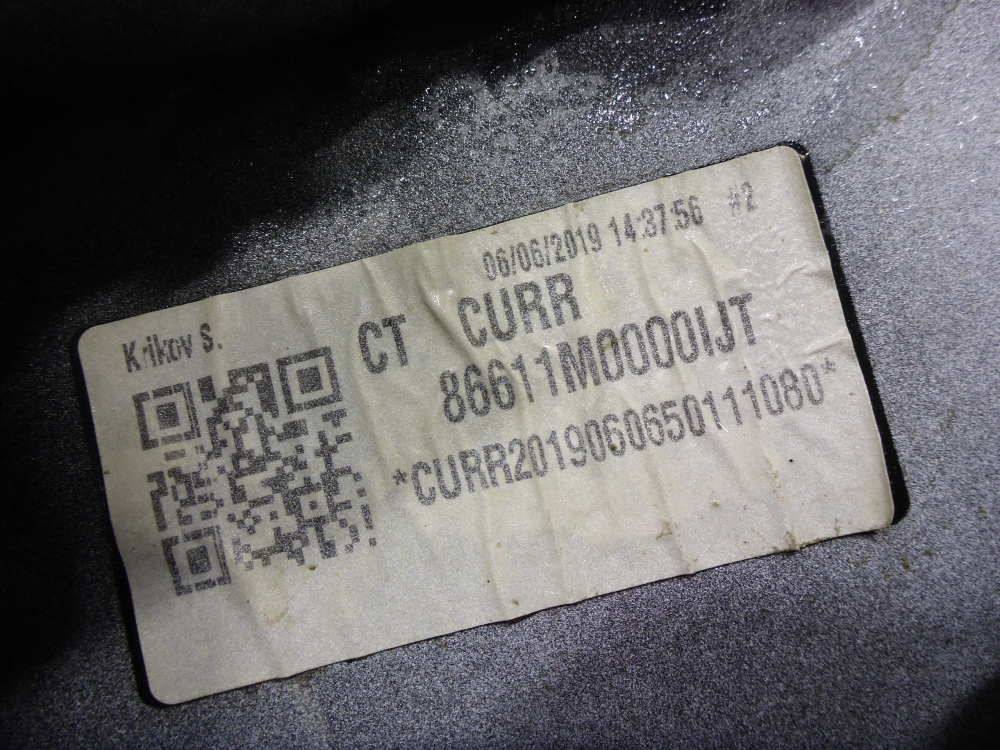 06/06/2019 14:37:56 #2
Krikov S.
CT CURR
86611M0000IJT
*CURR2019060650111080*